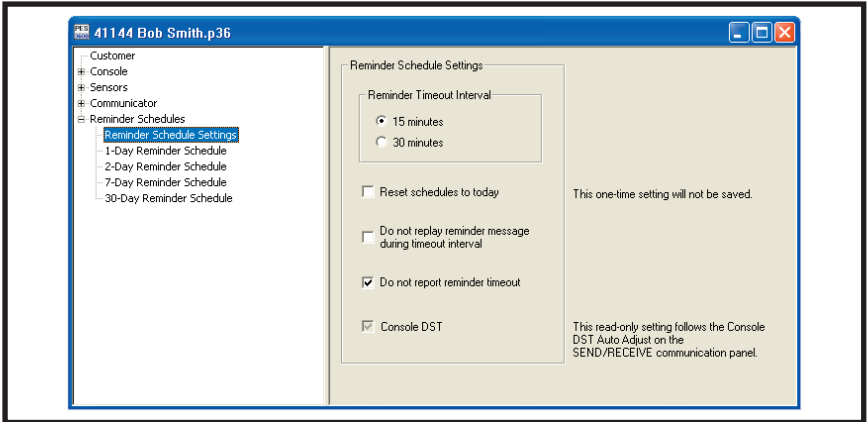 41144 Bob Smith.p36
Customer
Console
Sensors
Communicator
Reminder Schedules
Reminder Schedule Settings
1-Day Reminder Schedule
2-Day Reminder Schedule
7-Day Reminder Schedule
30-Day Reminder Schedule
Reminder Schedule Settings
Reminder Timeout Interval
15 minutes
30 minutes
Reset schedules to today
This one-time setting will not be saved.
Do not replay reminder message
during timeout interval
Do not report reminder timeout
Console DST
This read-only setting follows the Console
DST Auto Adjust on the
SEND/RECEIVE communication panel.